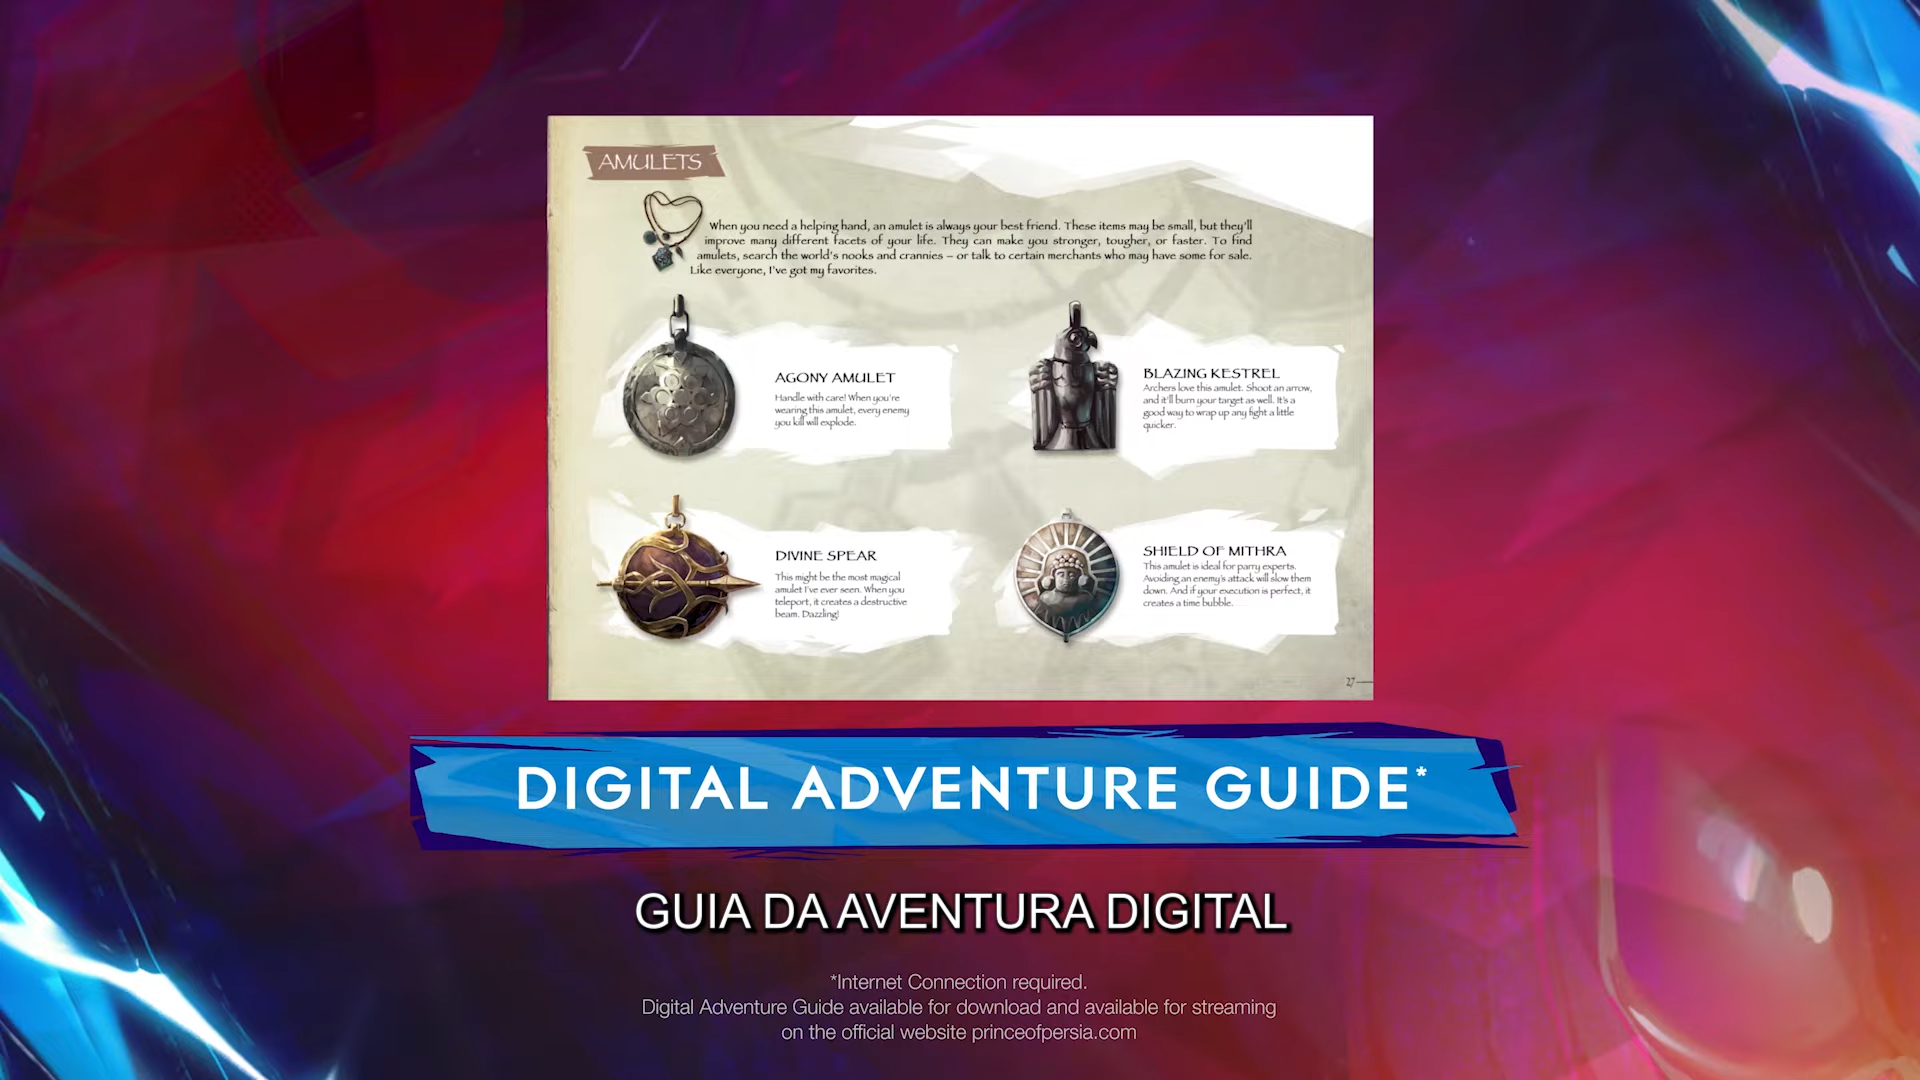 AMULETS
When you need a helping hand, an amulet is always your best friend. These items may be small, but they'll
improve many different facets of your life. They can make you stronger, tougher, or faster. To find
amulets, search the world's nooks and crannies – or talk to certain merchants who may have some for sale.
Like everyone, I've got my favorites.
AGONY AMULET
Handle with care! When you're
wearing this amulet, every enemy
you kill will explode.
BLAZING KESTREL
Archers love this amulet. Shoot an arrow,
and it'll burn your target as well. It's a
good way to wrap up any fight a little
quicker.
DIVINE SPEAR
This might be the most magical
amulet I've ever seen. When you
teleport, it creates a destructive
beam. Dazzling!
SHIELD OF MITHRA
This amulet is ideal for parry experts.
Avoiding an enemy's attack will slow them
down. And if your execution is perfect, it
creates a time bubble.
27
DIGITAL ADVENTURE GUIDE*
GUIA DA AVENTURA DIGITAL
*Internet Connection required.
Digital Adventure Guide available for download and available for streaming
on the official website princeofpersia.com